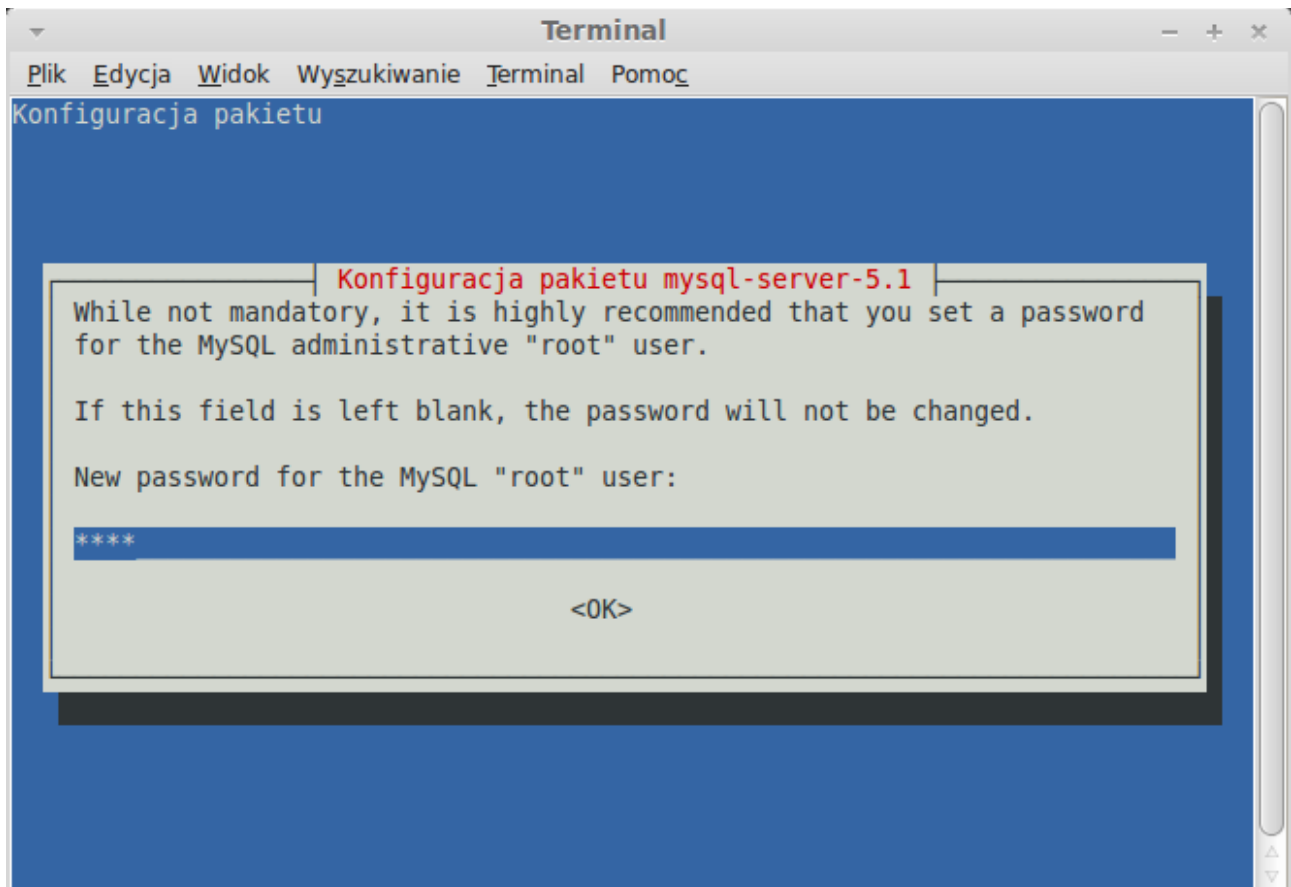 Terminal
Plik Edycja Widok Wyszukiwanie Terminal Pomoc
Konfiguracja pakietu
Konfiguracja pakietu mysql-server-5.1
While not mandatory, it is highly recommended that you set a password
for the MySQL administrative "root" user.
If this field is left blank, the password will not be changed.
New password for the MySQL "root" user:
****
<OK>